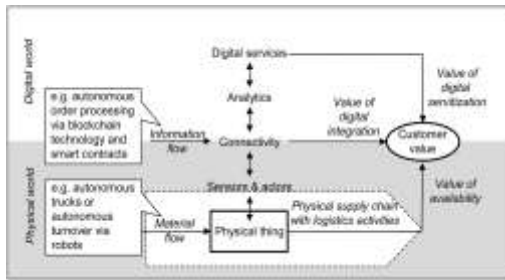 Digital world
Digital services
e.g. autonomous
order processing
via blockchain
technology and
smart contracts
Analytics
Value of
digital
servitization
Information
flow
Connectivity
Value of
digital
integration
Customer
value
Physical world
e.g. autonomous
trucks or
autonomous
turnover via
robots
Sensors & actors
Material
flow
Physical thing
Physical supply chain
with logistics activities
Value of
availability